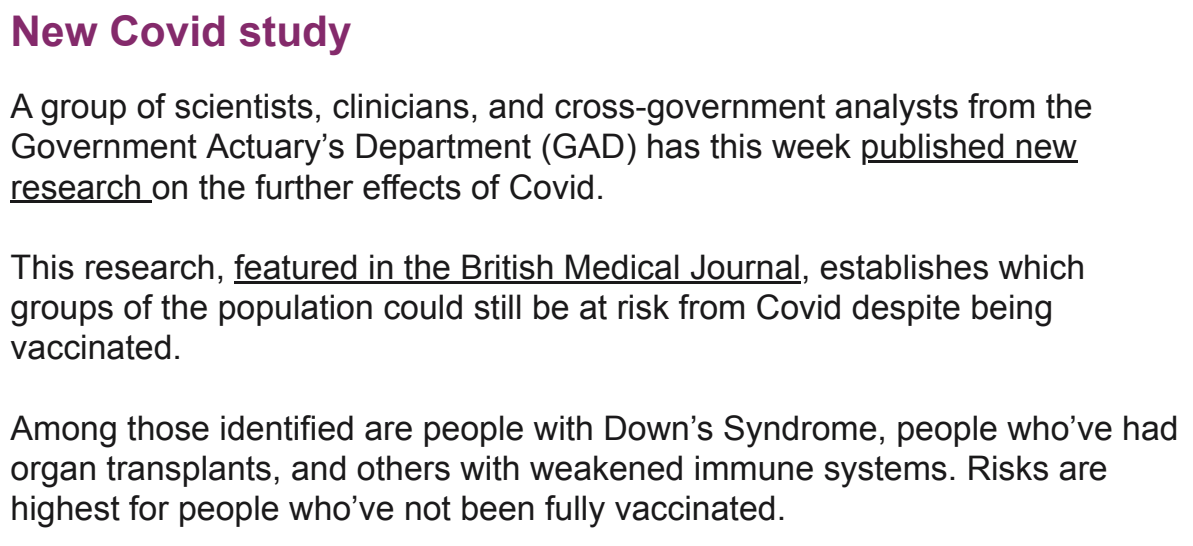 New Covid study
A group of scientists, clinicians, and cross-government analysts from the
Government Actuary’s Department (GAD) has this week published new
research on the further effects of Covid.
This research, featured in the British Medical Journal, establishes which
groups of the population could still be at risk from Covid despite being
vaccinated.
Among those identified are people with Down’s Syndrome, people who’ve had
organ transplants, and others with weakened immune systems. Risks are
highest for people who’ve not been fully vaccinated.